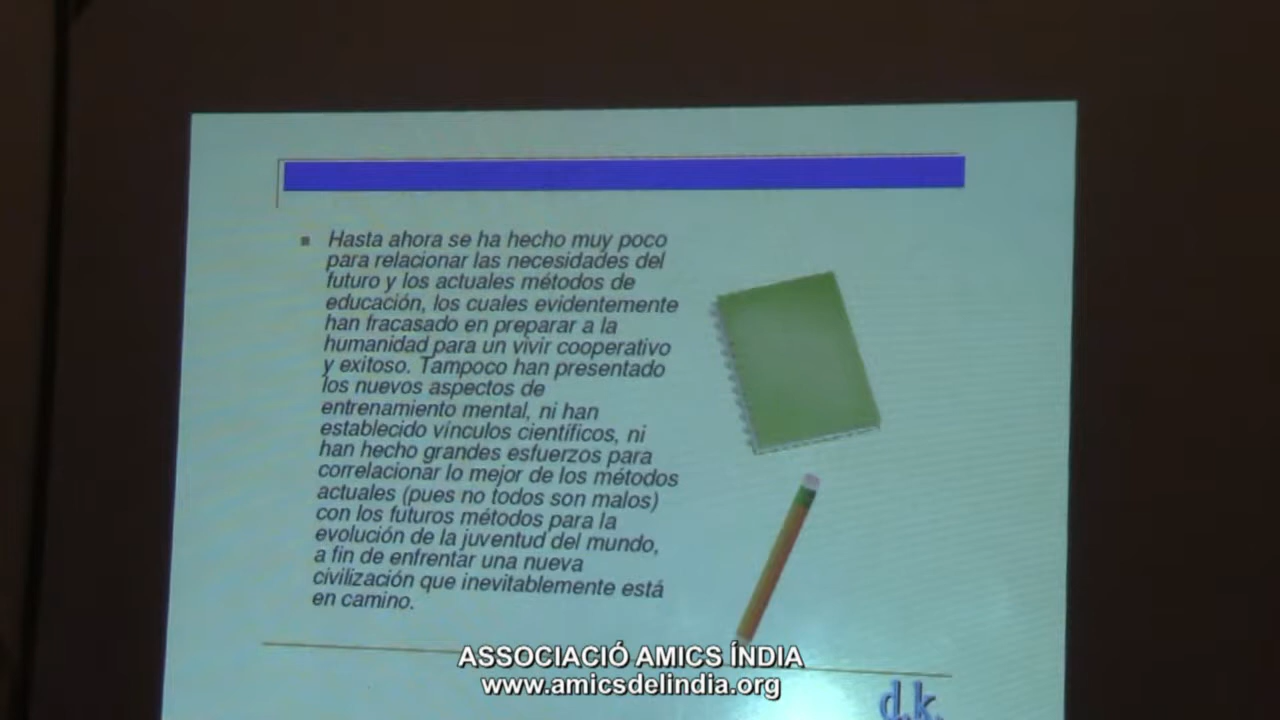 Hasta ahora se ha hecho muy poco
para relacionar las necesidades del
futuro y los actuales métodos de
educación, los cuales evidentemente
han fracasado en preparar a la
humanidad para un vivir cooperativo
y exitoso. Tampoco han presentado
los nuevos aspectos de
entrenamiento mental, ni han
establecido vínculos científicos, ni
han hecho grandes esfuerzos para
correlacionar lo mejor de los métodos
actuales (pues no todos son malos)
con los futuros métodos para la
evolución de la juventud del mundo,
a fin de enfrentar una nueva
civilización que inevitablemente está
en camino.
ASSOCIACIÓ AMICS ÍNDIA
www.amicsdelindia.org
d.k.